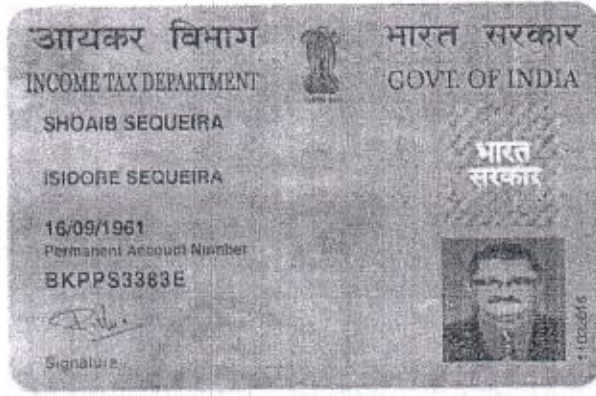 आयकर विभाग
भारत सरकार
INCOME TAX DEPARTMENT
GOVT. OF INDIA
SHOAIB SEQUEIRA
ISIDORE SEQUEIRA
भारत
सरकार
16/09/1961
Permanent Account Number
BKPPS3383E
Signature